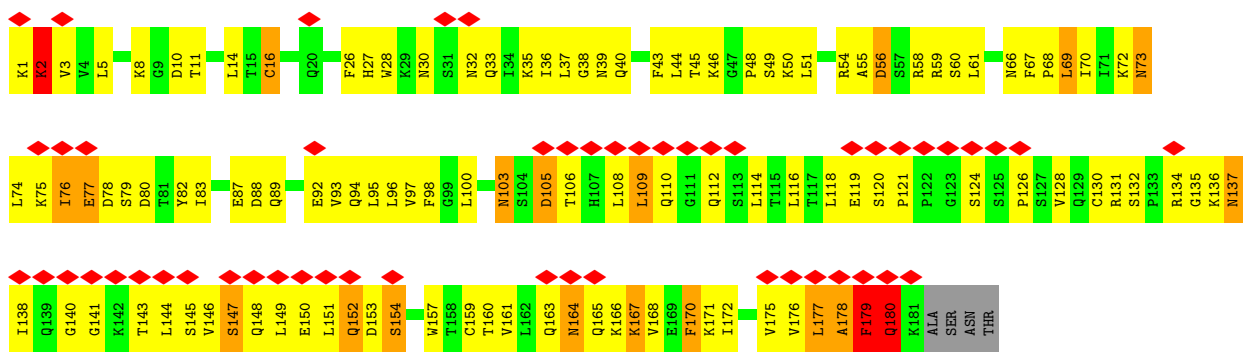 K1 K2 V3 V4 L5 K8 G9 D10 T11 L14 T15 C16 Q20 F26 H27 W28 K29 N30 S31 N32 Q33 I34 K35 I36 L37 G38 N39 Q40 F43 L44 T45 K46 G47 P48 S49 K50 L51 R54 A55 D56 S57 R58 R59 S60 L61 N66 F67 P68 L69 I70 I71 K72 N73
L74 K75 I76 E77 D78 S79 D80 T81 Y82 I83 E87 D88 Q89 E92 V93 Q94 L95 L96 V97 F98 G99 L100 N103 S104 D105 T106 H107 L108 L109 Q110 G111 Q112 S113 L114 T115 L116 T117 L118 E119 S120 P121 P122 G123 S124 S125 P126 S127 V128 Q129 C130 R131 S132 P133 R134 G135 K136 N137
I138 Q139 G140 G141 K142 T143 L144 S145 V146 S147 Q148 L149 E150 L151 Q152 D153 S154 W157 T158 C159 T160 V161 L162 Q163 N164 Q165 K166 K167 V168 E169 F170 K171 I172 V175 V176 L177 A178 F179 Q180 K181 ALA SER ASN THR